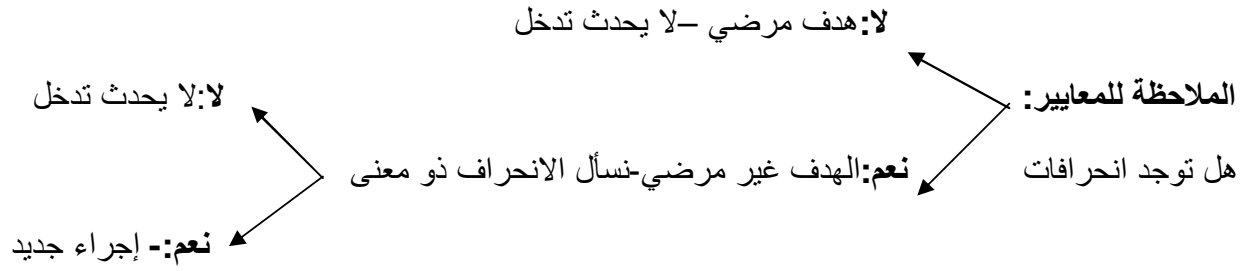 لا:هدف مرضي –لا يحدث تدخل
الملاحظة للمعايير:
لا:لا يحدث تدخل
هل توجد انحرافات
نعم:الهدف غير مرضي-نسأل الانحراف ذو معنى
نعم:- إجراء جديد